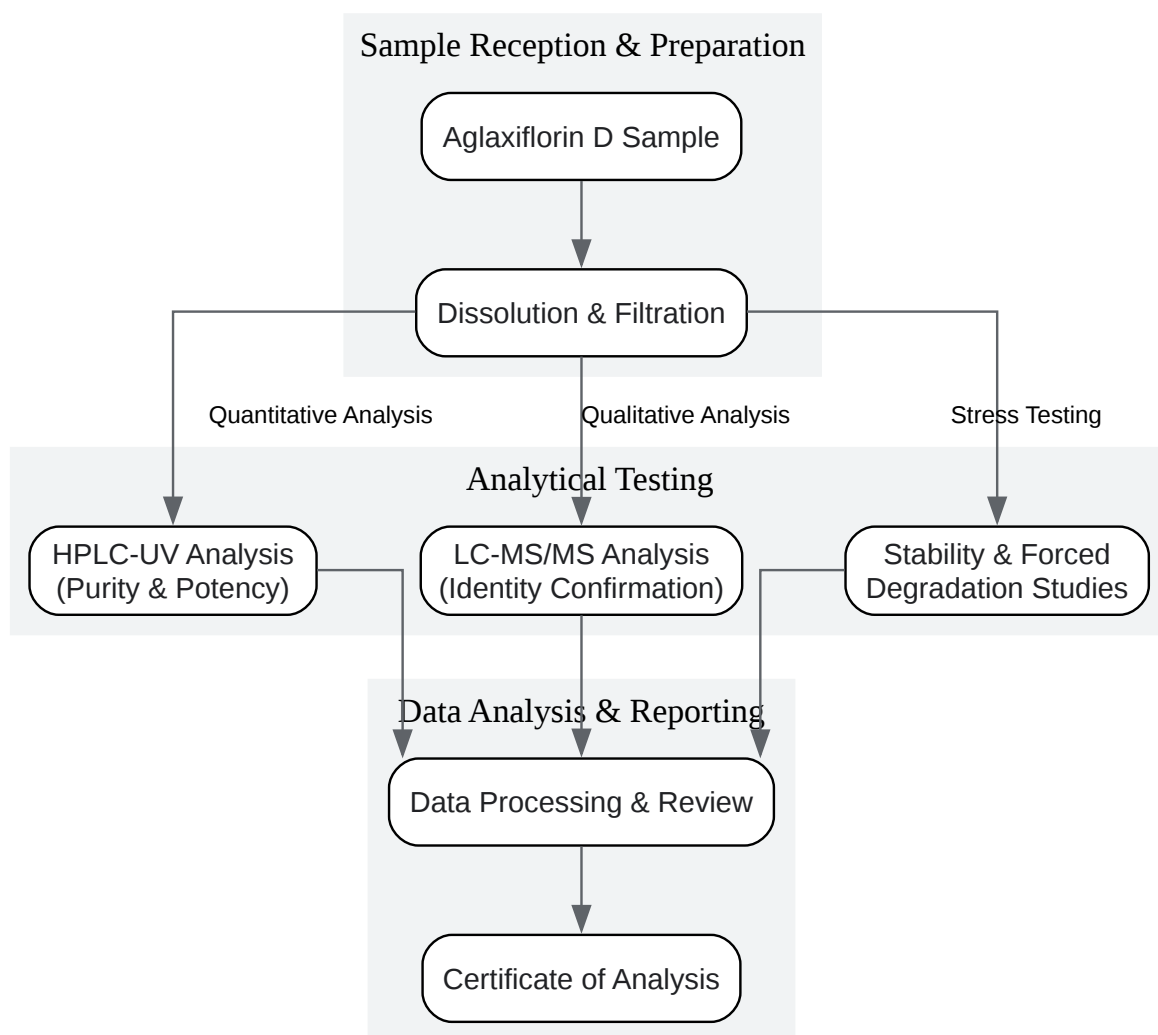 Sample Reception & Preparation
Aglaxiflorin D Sample
Dissolution & Filtration
Quantitative Analysis
Qualitative Analysis
Stress Testing
Analytical Testing
HPLC-UV Analysis
(Purity & Potency)
LC-MS/MS Analysis
(Identity Confirmation)
Stability & Forced
Degradation Studies
Data Analysis & Reporting
Data Processing & Review
Certificate of Analysis